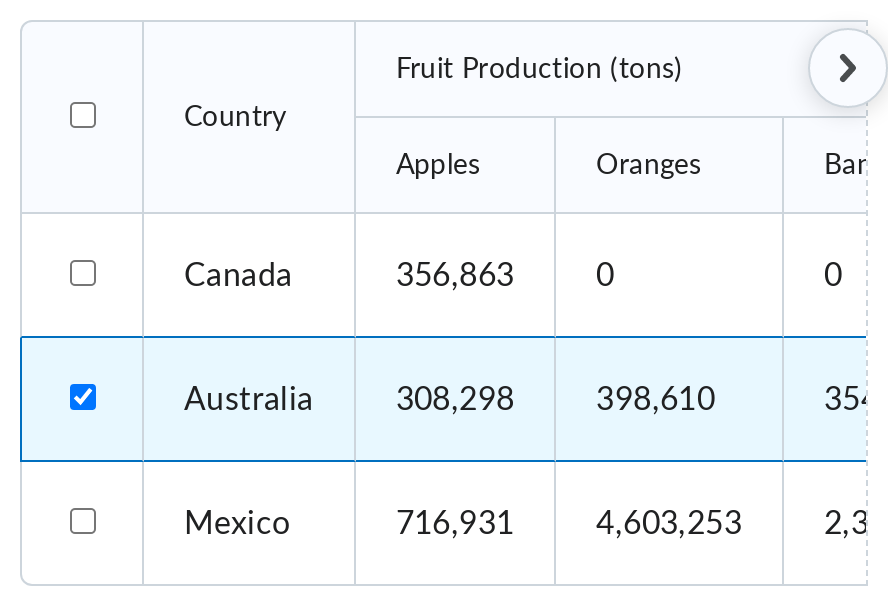 Fruit Production (tons)
Country
Apples Oranges
Canada 356,863 0 0
Australia 308,298 398,610
Mexico 716,931 4,603,253